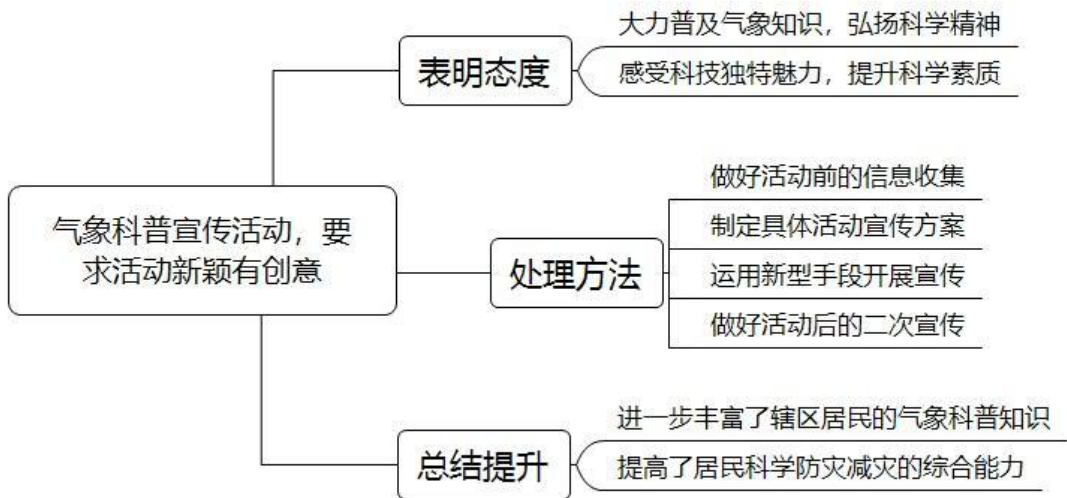 大力普及气象知识，弘扬科学精神
表明态度
感受科技独特魅力，提升科学素质
做好活动前的信息收集
气象科普宣传活动，要
求活动新颖有创意
制定具体活动宣传方案
处理方法
运用新型手段开展宣传
做好活动后的二次宣传
进一步丰富了辖区居民的气象科普知识
总结提升
提高了居民科学防灾减灾的综合能力